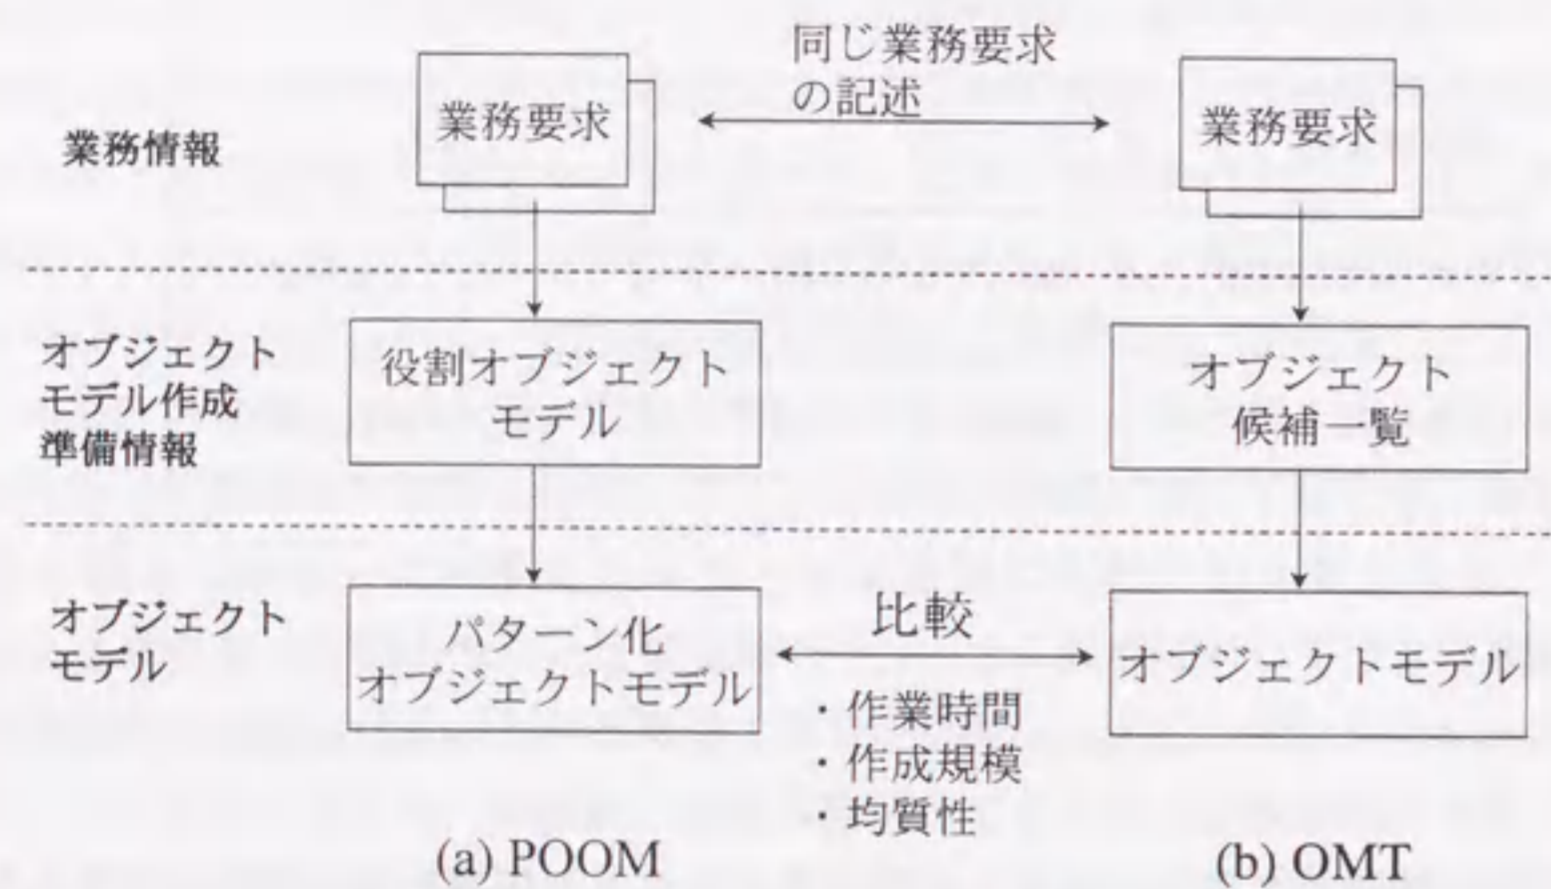 業務情報
業務要求
同じ業務要求
の記述
業務要求
オブジェクト
モデル作成
準備情報
役割オブジェクト
モデル
オブジェクト
候補一覧
オブジェクト
モデル
パターン化
オブジェクトモデル
比較
・作業時間
・作成規模
・均質性
オブジェクトモデル
(a) POOM
(b) OMT